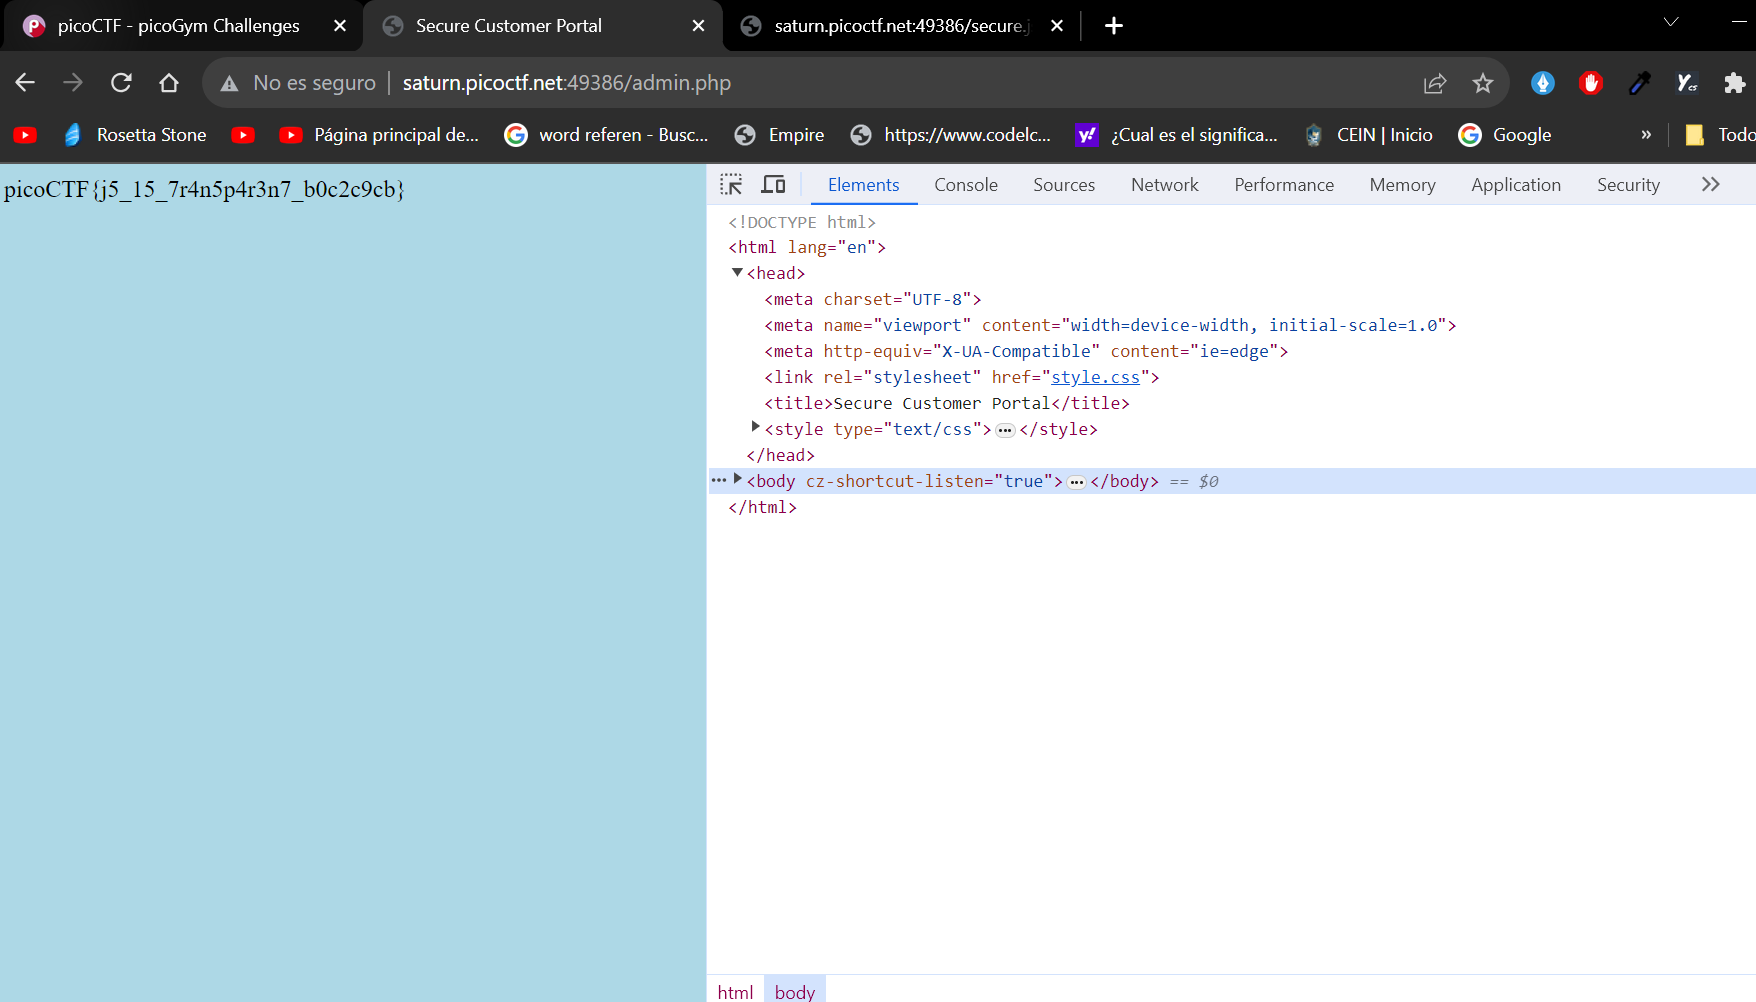 picoCTF - picoGym Challenges
Secure Customer Portal
saturn.picoctf.net:49386/secure.j
No es seguro
saturn.picoctf.net:49386/admin.php
Rosetta Stone
Página principal de...
word referen - Busc...
Empire
https://www.codelc...
¿Cual es el significa...
CEIN | Inicio
Google
»
Todo
picoCTF{j5_15_7r4n5p4r3n7_b0c2c9cb}
Elements
Console
Sources
Network
Performance
Memory
Application
Security
<!DOCTYPE html>
<html lang="en">
<head>
<meta charset="UTF-8">
<meta name="viewport" content="width=device-width, initial-scale=1.0">
<meta http-equiv="X-UA-Compatible" content="ie=edge">
<link rel="stylesheet" href="style.css">
<title>Secure Customer Portal</title>
<style type="text/css">…</style>
</head>
<body cz-shortcut-listen="true">…</body> == $0
</html>
html body